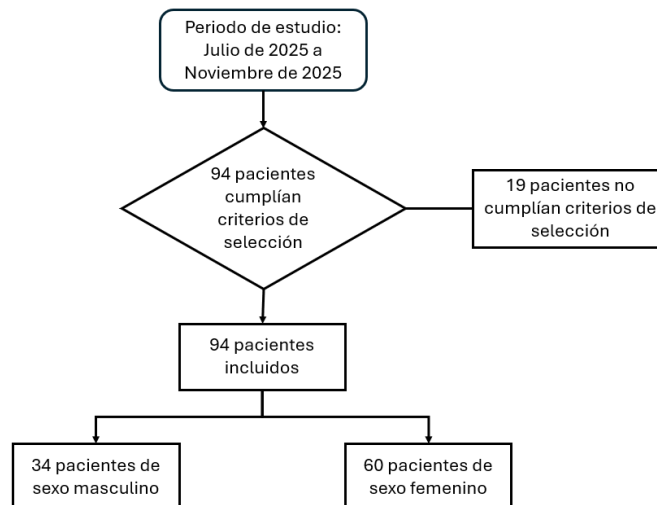 Periodo de estudio:
Julio de 2025 a
Noviembre de 2025
94 pacientes
cumplían
criterios de
selección
19 pacientes no
cumplían criterios de
selección
94 pacientes
incluidos
34 pacientes de
sexo masculino
60 pacientes de
sexo femenino